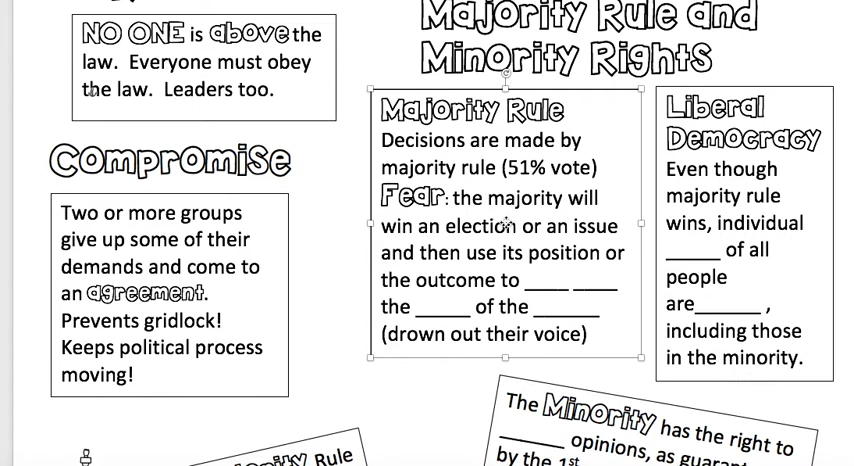 NO ONE is above the
law. Everyone must obey
the law. Leaders too.
Compromise
Two or more groups
give up some of their
demands and come to
an agreement.
Prevents gridlock!
Keeps political process
moving!
Majority Rule and
Minority Rights
Majority Rule
Decisions are made by
majority rule (51% vote)
Fear: the majority will
win an election or an issue
and then use its position or
the outcome to ____ ____
the _____ of the ______
(drown out their voice)
Liberal
Democracy
Even though
majority rule
wins, individual
_____ of all
people
are______ ,
including those
in the minority.
The Minority has the right to
______ opinions, as
by the 1st
Rule